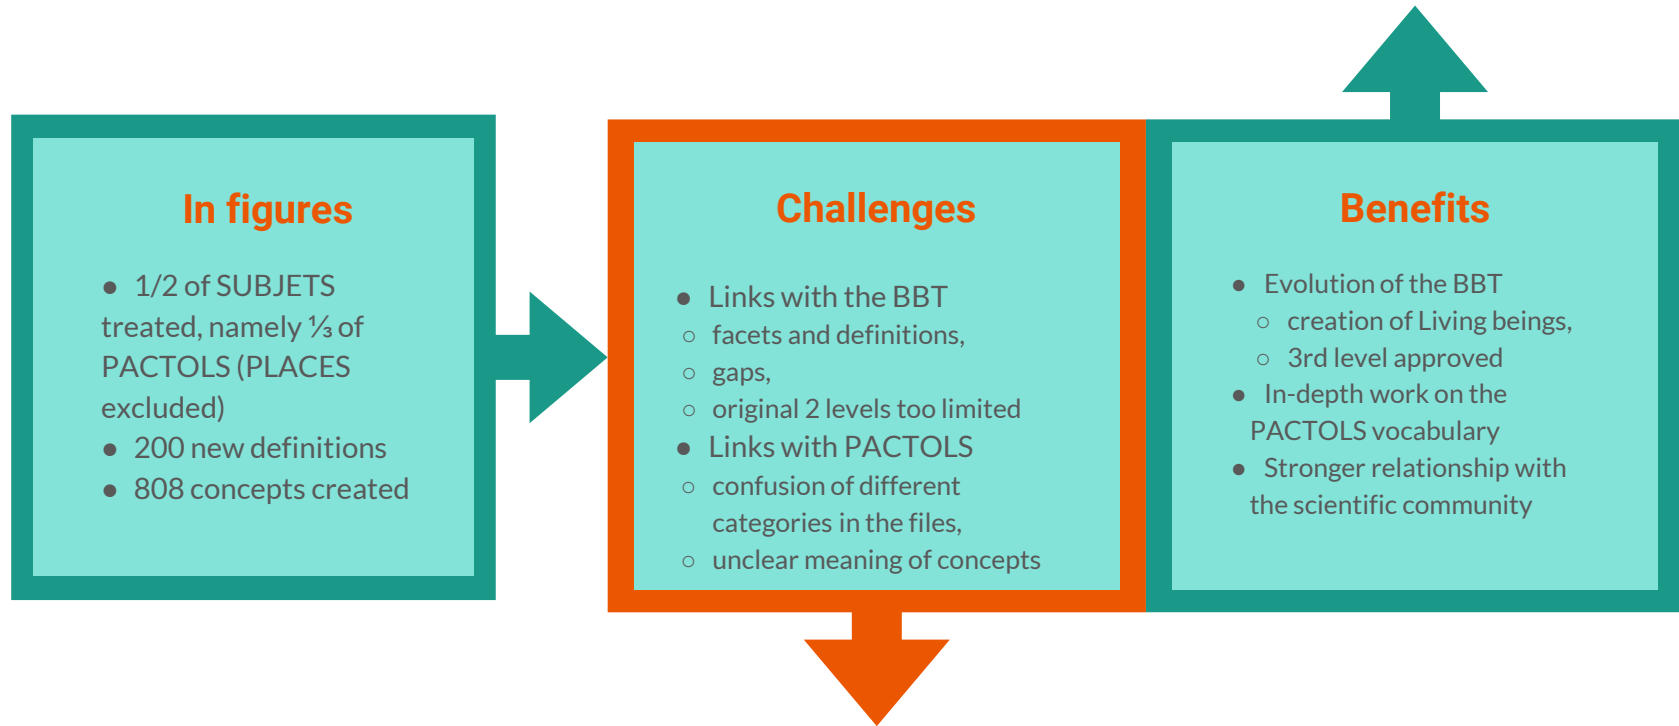 In figures
● 1/2 of SUBJETS
treated, namely ⅓ of
PACTOLS (PLACES
excluded)
● 200 new definitions
● 808 concepts created
Challenges
● Links with the BBT
○ facets and definitions,
○ gaps,
○ original 2 levels too limited
● Links with PACTOLS
○ confusion of different
categories in the files,
○ unclear meaning of concepts
Benefits
● Evolution of the BBT
○ creation of Living beings,
○ 3rd level approved
● In-depth work on the
PACTOLS vocabulary
● Stronger relationship with
the scientific community